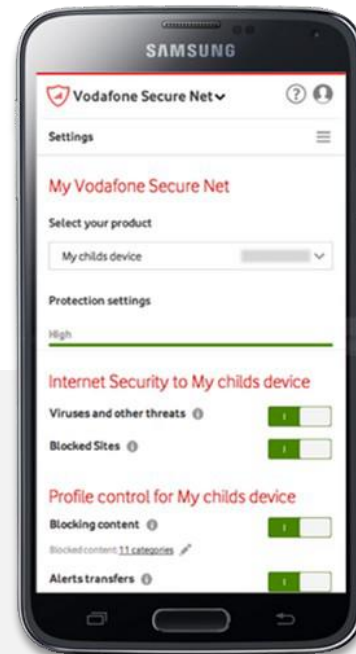 SAMSUNG
Vodafone Secure Net
Settings
My Vodafone Secure Net
Select your product
My childs device
Protection settings
High
Internet Security to My childs device
Viruses and other threats
Blocked Sites
Profile control for My childs device
Blocking content
Blocked content 11 categories
Alerts transfers